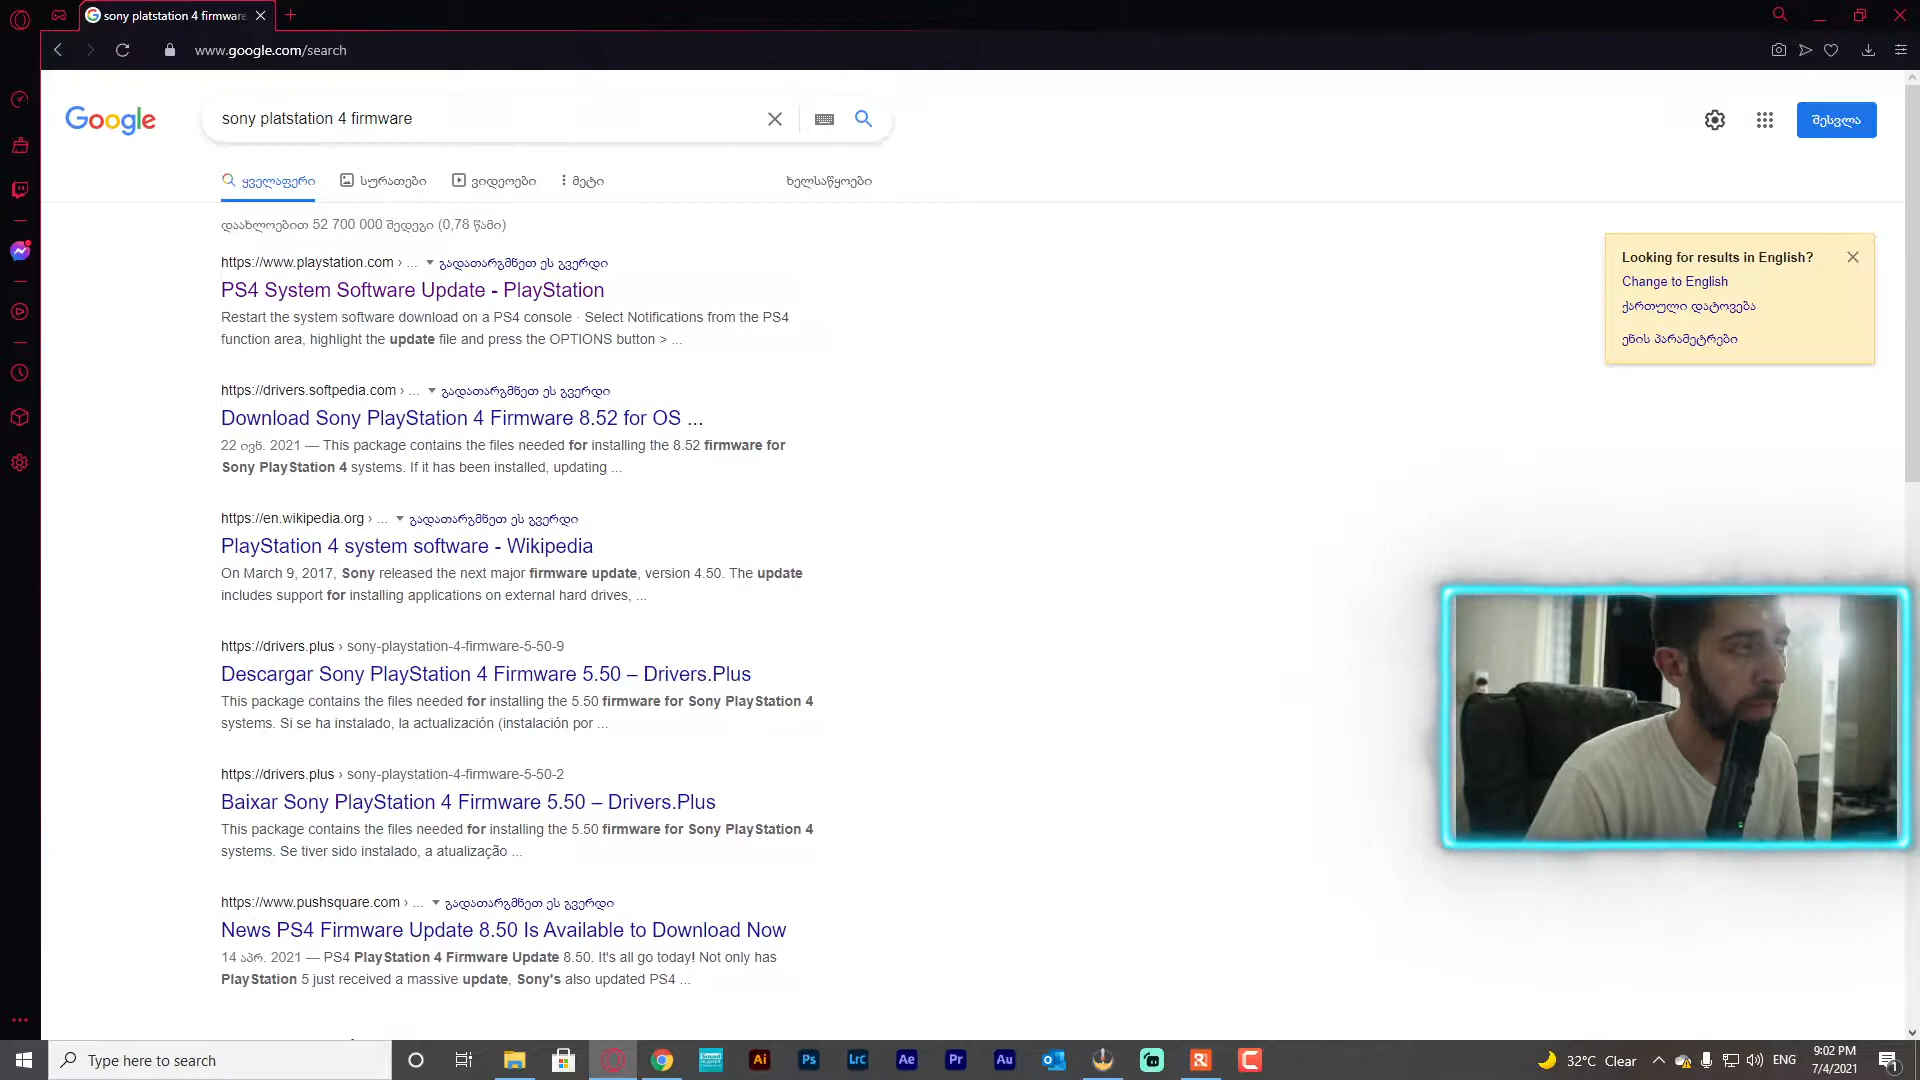 sony platstation 4 firmware
www.google.com/search
Google
sony platstation 4 firmware
შესვლა
ყველაფერი
სურათები
ვიდეოები
მეტი
ხელსაწყოები
დაახლოებით 52 700 000 შედეგი (0,78 წამი)
https://www.playstation.com › ... გადათარგმნეთ ეს გვერდი
PS4 System Software Update - PlayStation
Restart the system software download on a PS4 console · Select Notifications from the PS4
function area, highlight the update file and press the OPTIONS button > ...
https://drivers.softpedia.com › ... გადათარგმნეთ ეს გვერდი
Download Sony PlayStation 4 Firmware 8.52 for OS ...
22 ივნ. 2021 — This package contains the files needed for installing the 8.52 firmware for
Sony PlayStation 4 systems. If it has been installed, updating ...
https://en.wikipedia.org › ... გადათარგმნეთ ეს გვერდი
PlayStation 4 system software - Wikipedia
On March 9, 2017, Sony released the next major firmware update, version 4.50. The update
includes support for installing applications on external hard drives, ...
https://drivers.plus › sony-playstation-4-firmware-5-50-9
Descargar Sony PlayStation 4 Firmware 5.50 – Drivers.Plus
This package contains the files needed for installing the 5.50 firmware for Sony PlayStation 4
systems. Si se ha instalado, la actualización (instalación por ...
https://drivers.plus › sony-playstation-4-firmware-5-50-2
Baixar Sony PlayStation 4 Firmware 5.50 – Drivers.Plus
This package contains the files needed for installing the 5.50 firmware for Sony PlayStation 4
systems. Se tiver sido instalado, a atualização ...
https://www.pushsquare.com › ... გადათარგმნეთ ეს გვერდი
News PS4 Firmware Update 8.50 Is Available to Download Now
14 აპრ. 2021 — PS4 PlayStation 4 Firmware Update 8.50. It's all go today! Not only has
PlayStation 5 just received a massive update, Sony's also updated PS4 ...
Looking for results in English?
Change to English
ქართული დატოვება
ენის პარამეტრები
Type here to search
Ai
Ps
Lrc
Ae
Pr
Au
32°C Clear
ENG
9:02 PM
7/4/2021
1